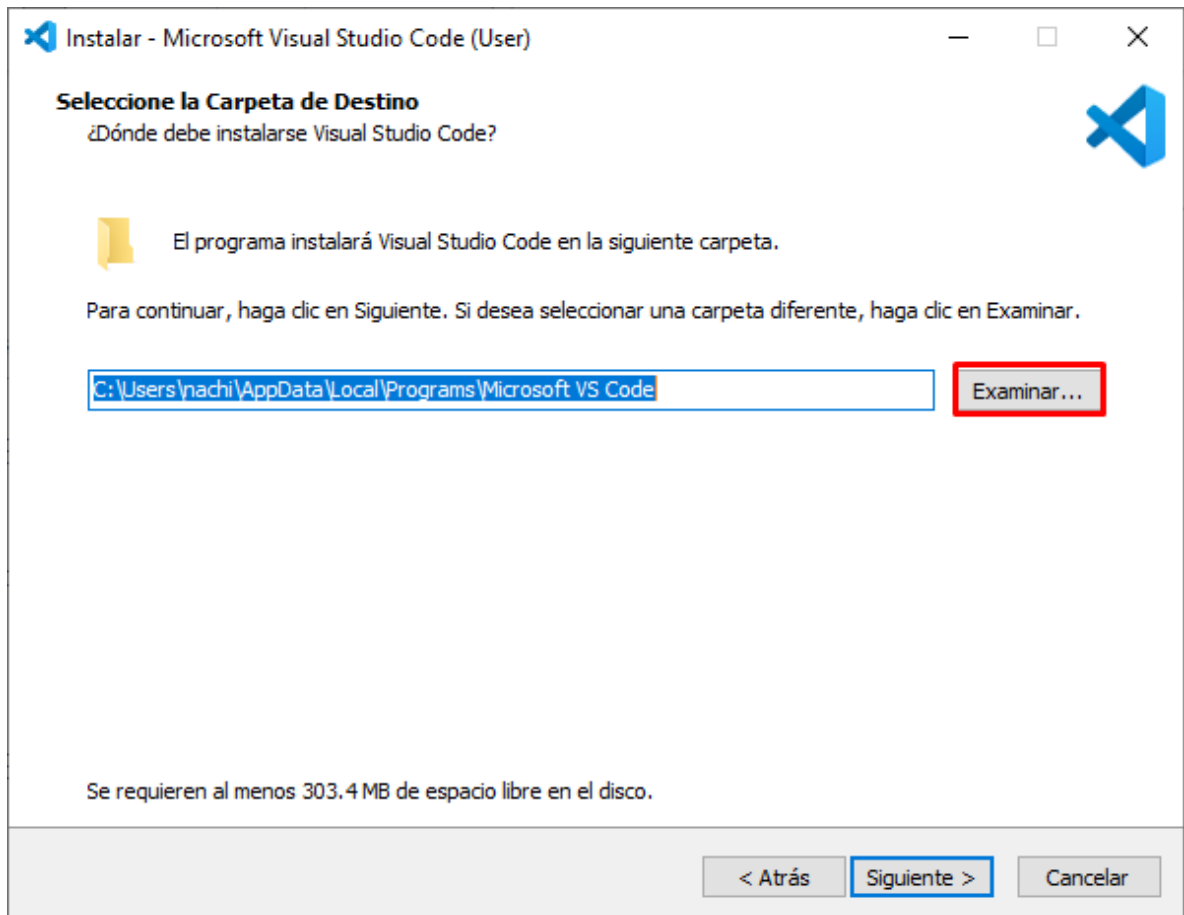 Instalar - Microsoft Visual Studio Code (User)
Seleccione la Carpeta de Destino
¿Dónde debe instalarse Visual Studio Code?
El programa instalará Visual Studio Code en la siguiente carpeta.
Para continuar, haga clic en Siguiente. Si desea seleccionar una carpeta diferente, haga clic en Examinar.
C:\Users\nachi\AppData\Local\Programs\Microsoft VS Code
Examinar...
Se requieren al menos 303.4 MB de espacio libre en el disco.
< Atrás
Siguiente >
Cancelar